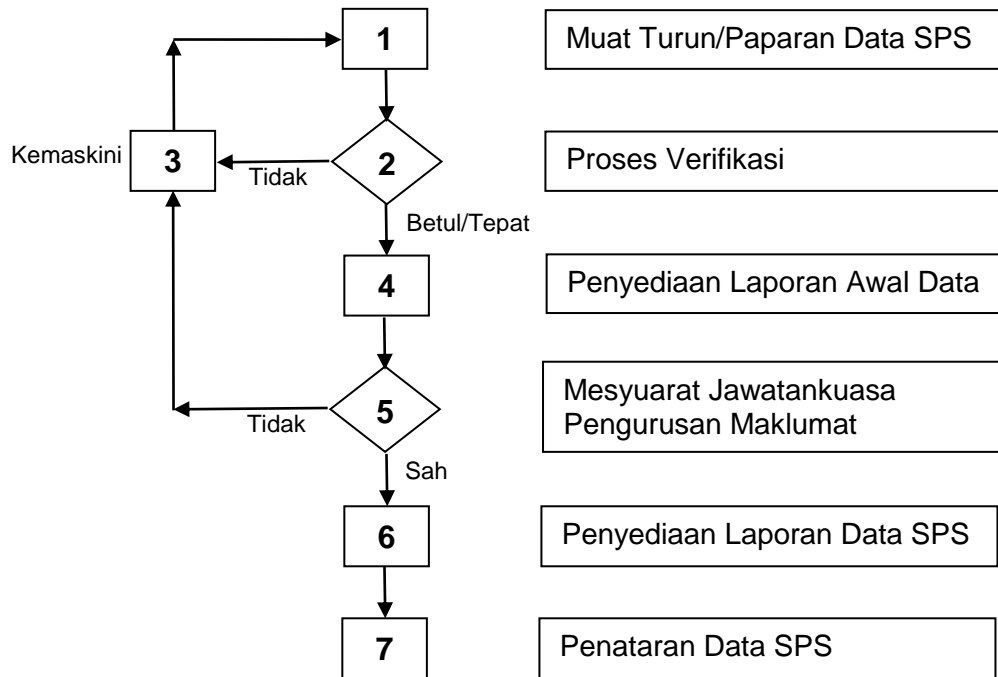 1
Muat Turun/Paparan Data SPS
Kemaskini
3
Tidak
2
Proses Verifikasi
Betul/Tepat
4
Penyediaan Laporan Awal Data
5
Tidak
Mesyuarat Jawatankuasa
Pengurusan Maklumat
Sah
6
Penyediaan Laporan Data SPS
7
Penataran Data SPS